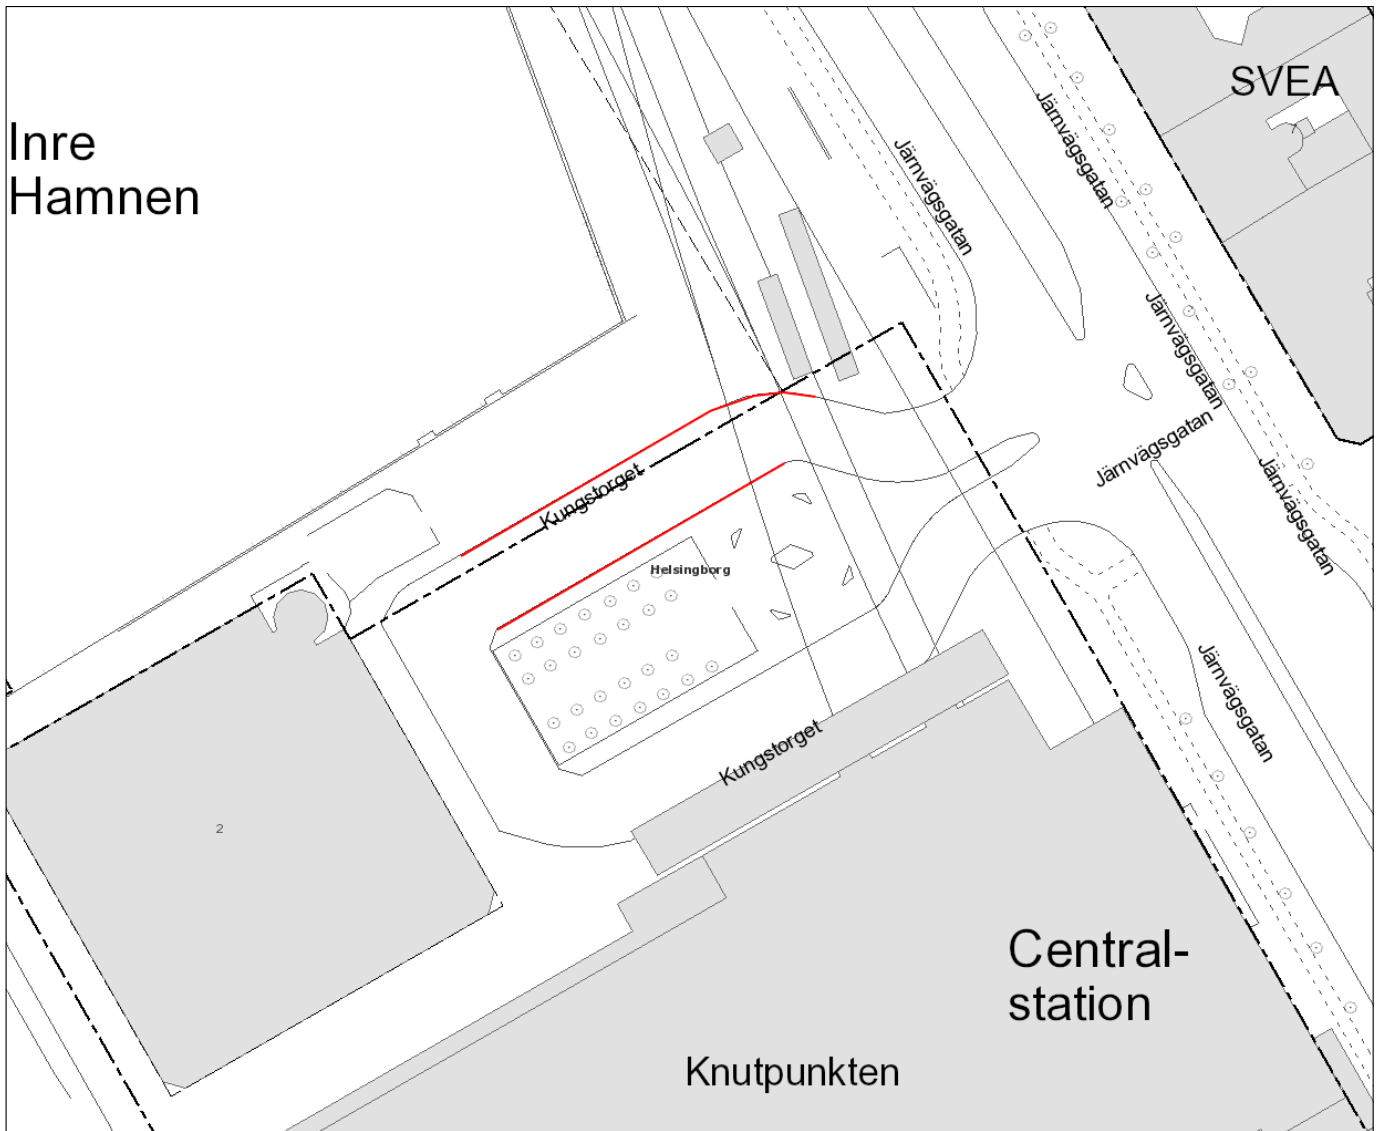 SVEA
Inre
Hamnen
Järnvägsgatan
Järnvägsgatan
Järnvägsgatan
Järnvägsgatan
Järnvägsgatan
Kungstorget
Helsingborg
Järnvägsgatan
Kungstorget
2
Central-
station
Knutpunkten